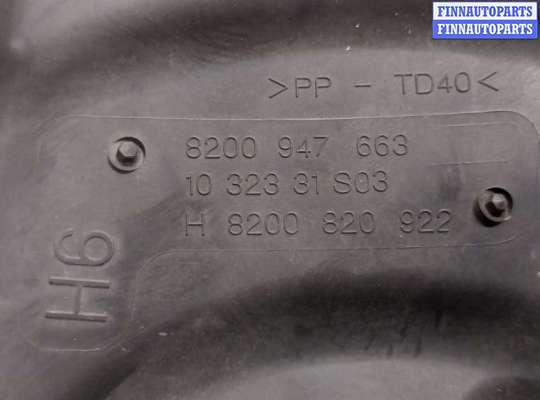 FINNAUTOPARTS
FINNAUTOPARTS
>PP - TD40<
8200 947 663
10 323 31 S03
H 8200 820 922
H6